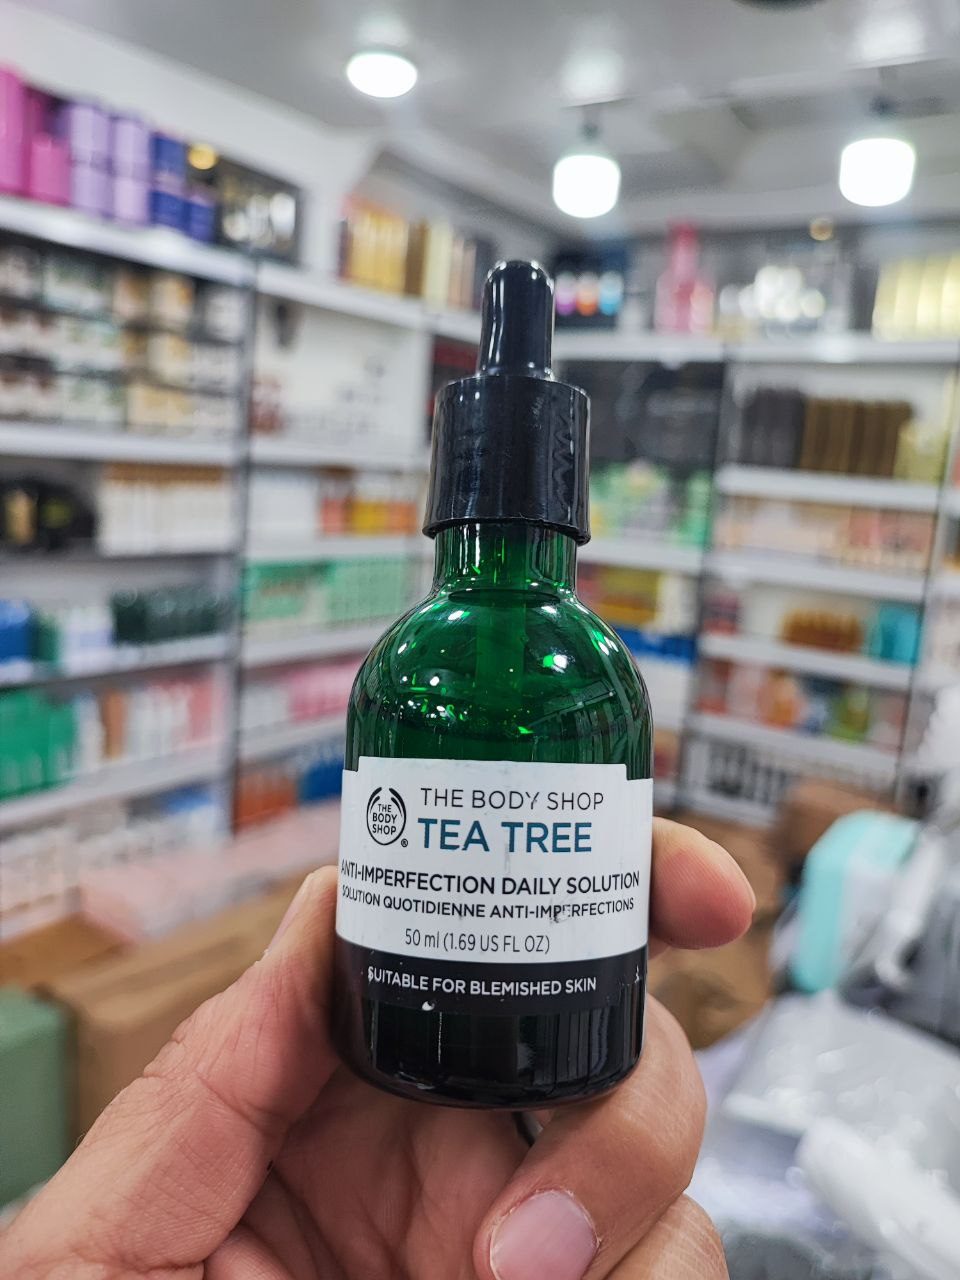 THE BODY SHOP
THE
BODY
SHOP
®
TEA TREE
ANTI-IMPERFECTION DAILY SOLUTION
SOLUTION QUOTIDIENNE ANTI-IMPERFECTIONS
50 ml (1.69 US FL OZ)
SUITABLE FOR BLEMISHED SKIN